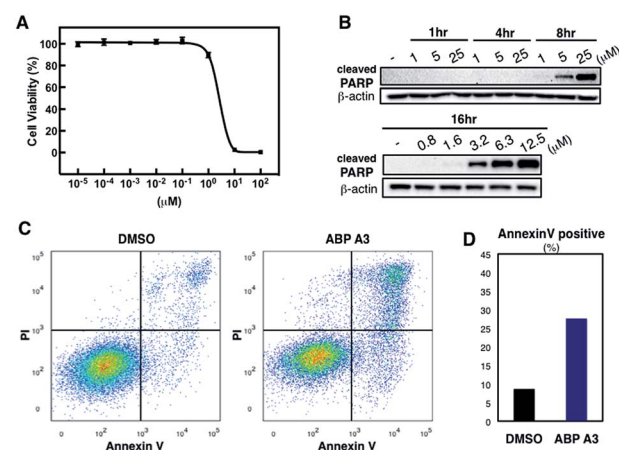 A
Cell Viability (%)
100
80
60
40
20
0
10⁻⁵ 10⁻⁴ 10⁻³ 10⁻² 10⁻¹ 10⁰ 10¹ 10²
(μM)
B
1hr 4hr 8hr
- 1 5 25 1 5 25 1 5 25 (μM)
cleaved
PARP
β-actin
16hr
- 0.8 1.6 3.2 6.3 12.5 (μM)
cleaved
PARP
β-actin
C
DMSO
PI
10⁵
10⁴
10³
10²
0
0 10² 10³ 10⁴ 10⁵
Annexin V
ABP A3
PI
10⁵
10⁴
10³
10²
0
0 10² 10³ 10⁴ 10⁵
Annexin V
D
AnnexinV positive
(%)
45
40
35
30
25
20
15
10
5
0
DMSO ABP A3